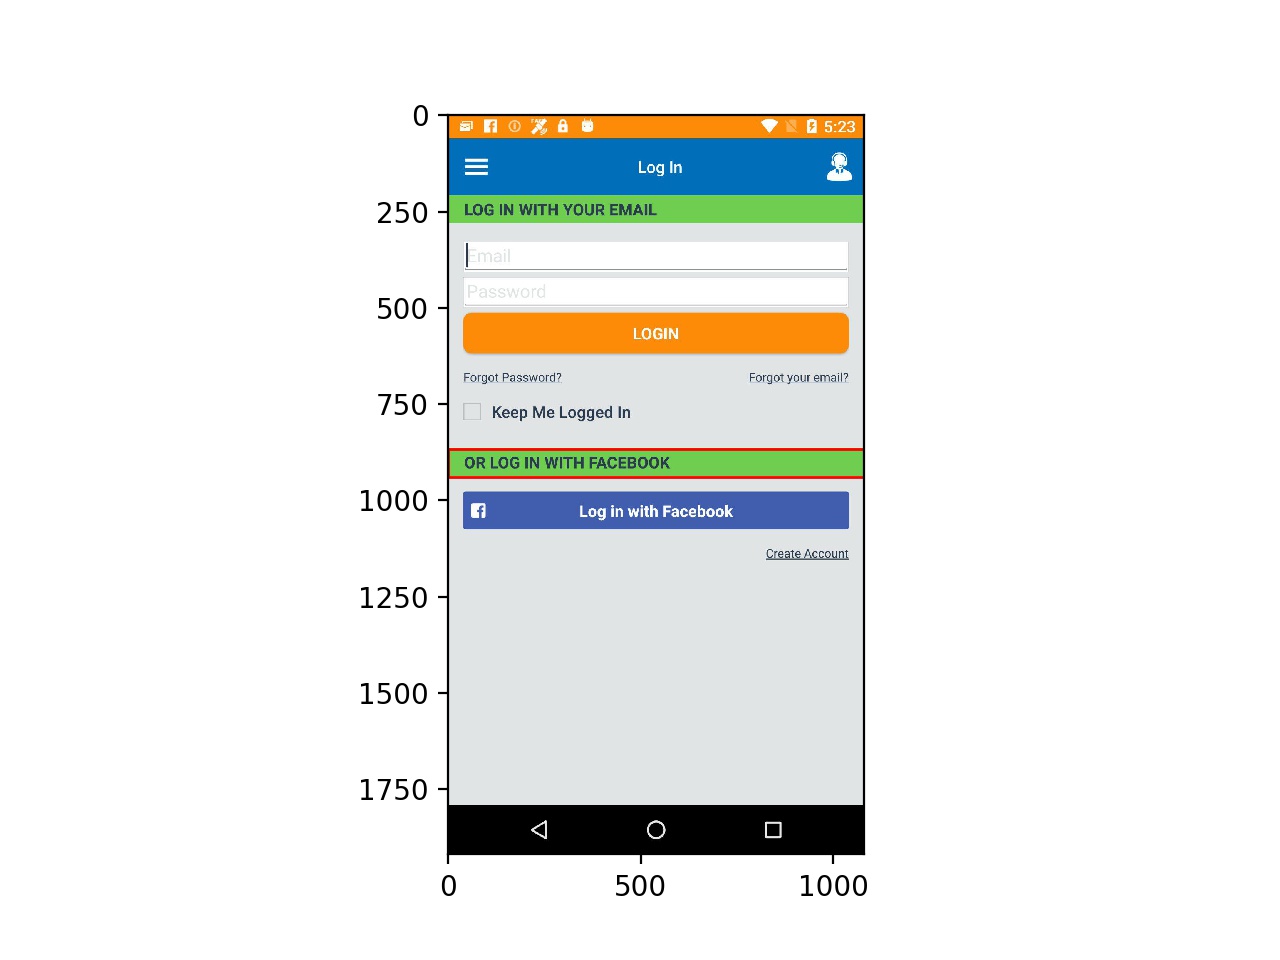 0
250
500
750
1000
1250
1500
1750
0 500 1000
5:23
Log In
LOG IN WITH YOUR EMAIL
Email
Password
LOGIN
Forgot Password? Forgot your email?
Keep Me Logged In
OR LOG IN WITH FACEBOOK
Log in with Facebook
Create Account